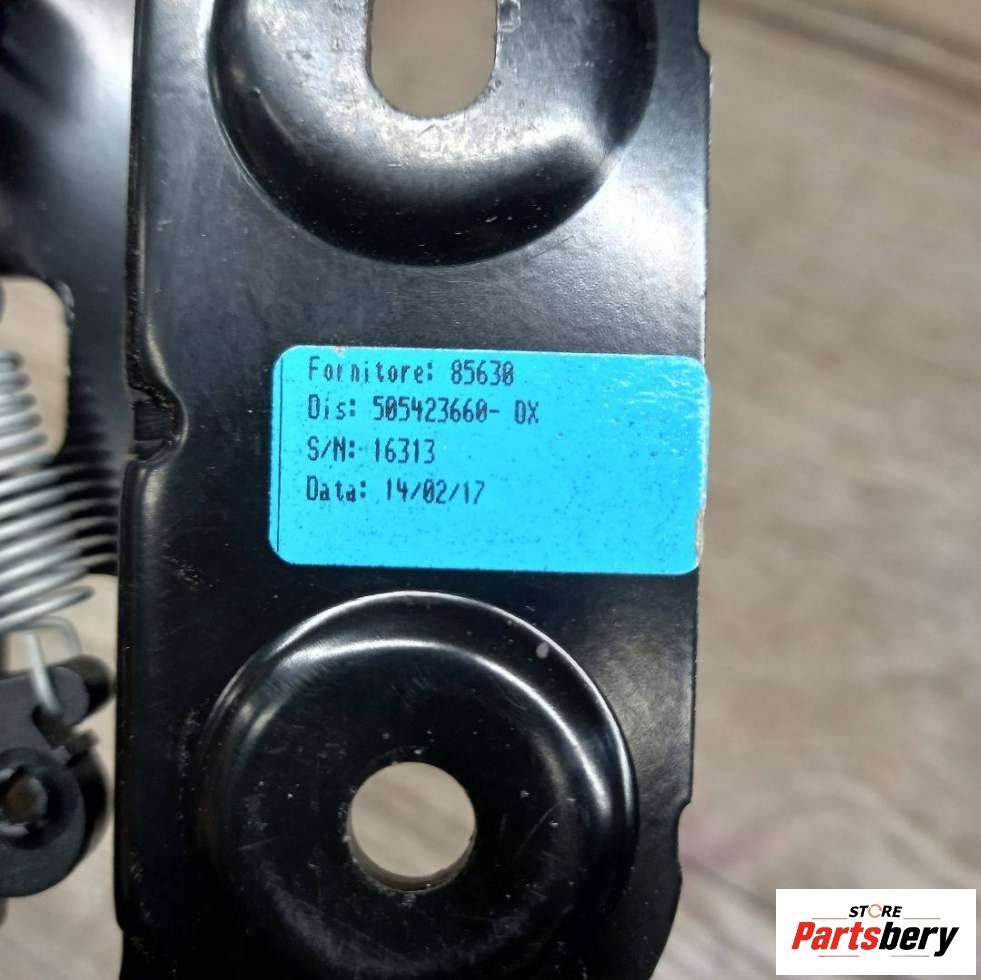 Fornitore: 85630
Dis: 505423660- DX
S/N: 16313
Data: 14/02/17
STORE
Partsbery